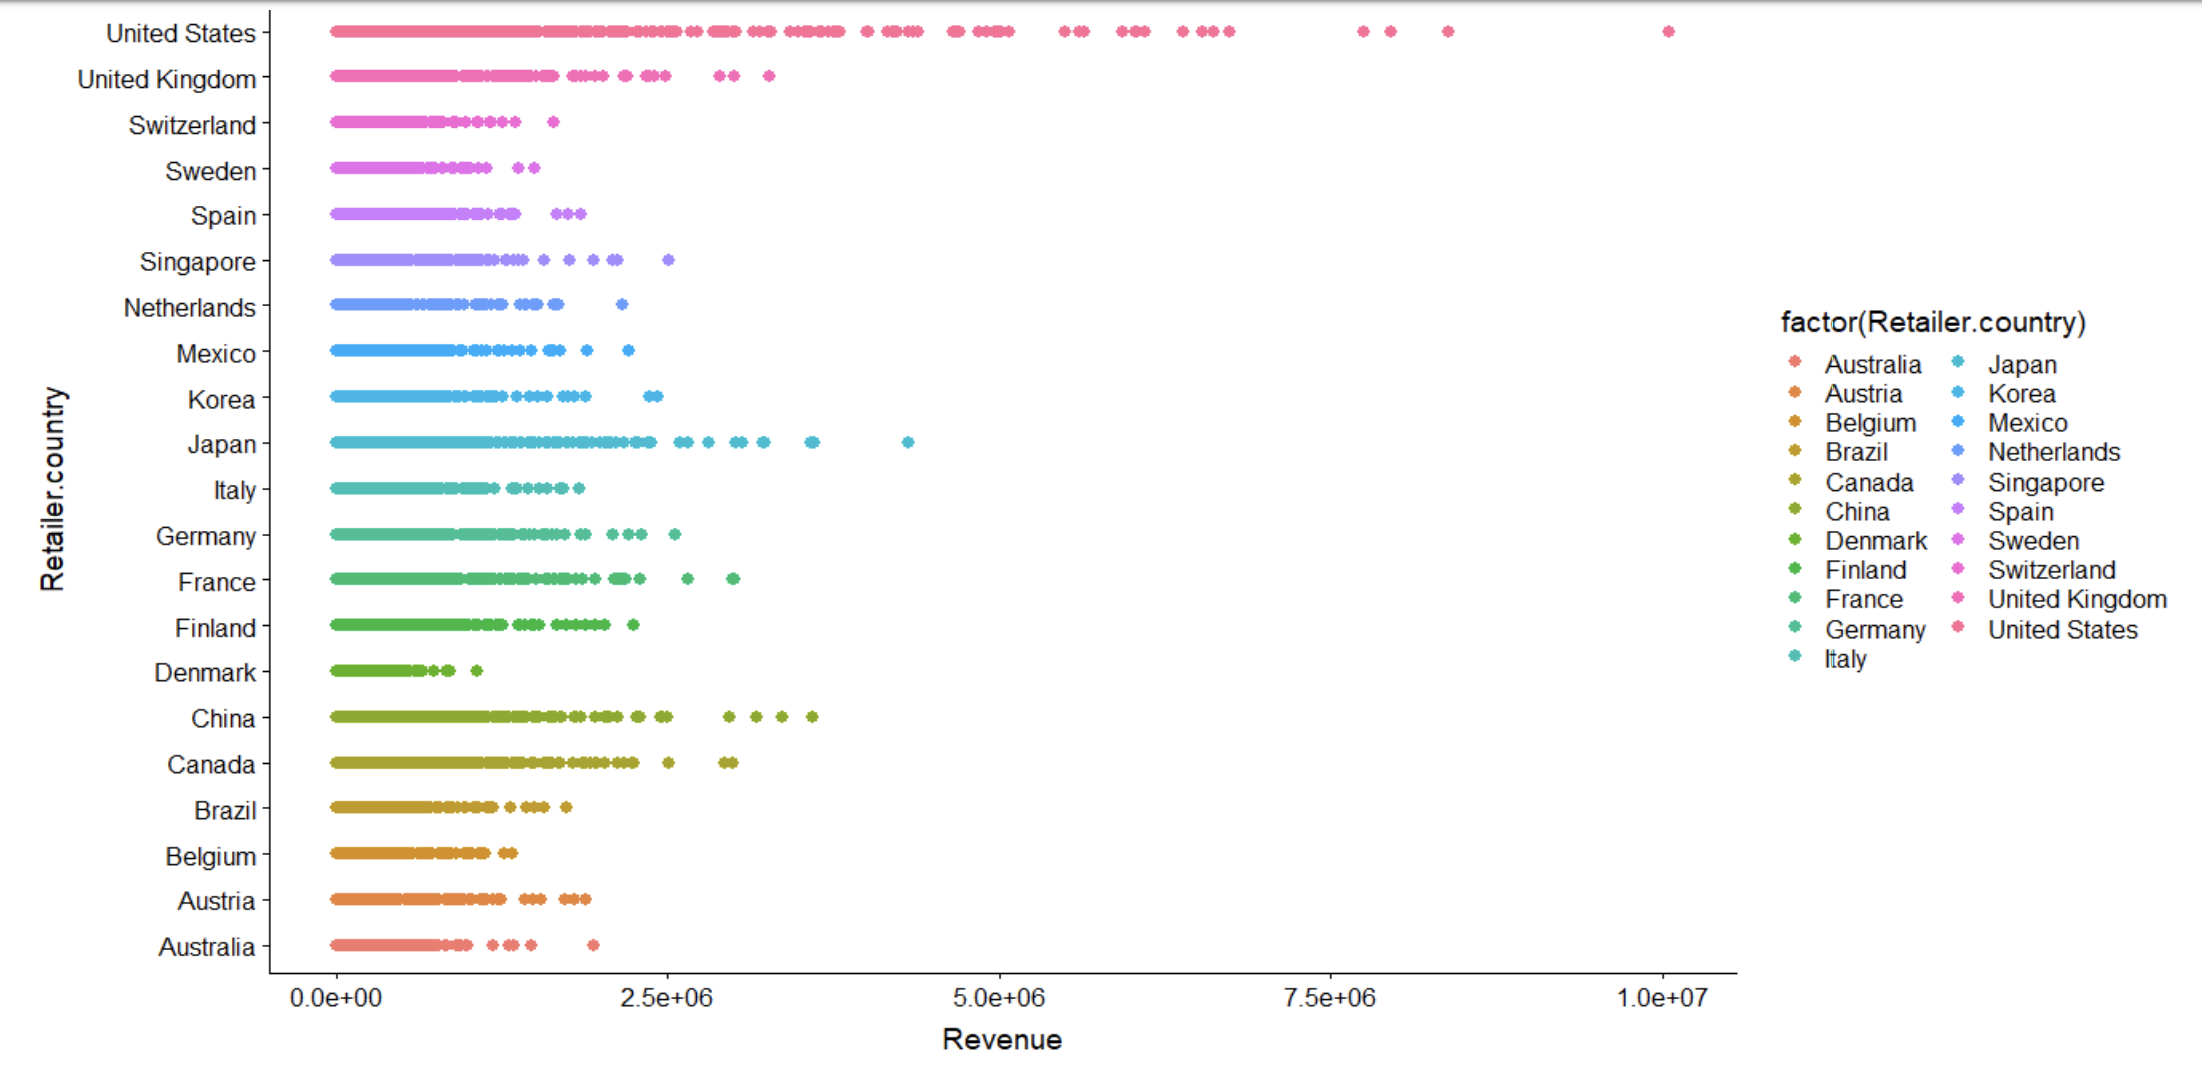 United States
United Kingdom
Switzerland
Sweden
Spain
Singapore
Netherlands
Mexico
Korea
Japan
Italy
Germany
France
Finland
Denmark
China
Canada
Brazil
Belgium
Austria
Australia
Retailer.country
0.0e+00 2.5e+06 5.0e+06 7.5e+06 1.0e+07
Revenue
factor(Retailer.country)
Australia Japan
Austria Korea
Belgium Mexico
Brazil Netherlands
Canada Singapore
China Spain
Denmark Sweden
Finland Switzerland
France United Kingdom
Germany United States
Italy